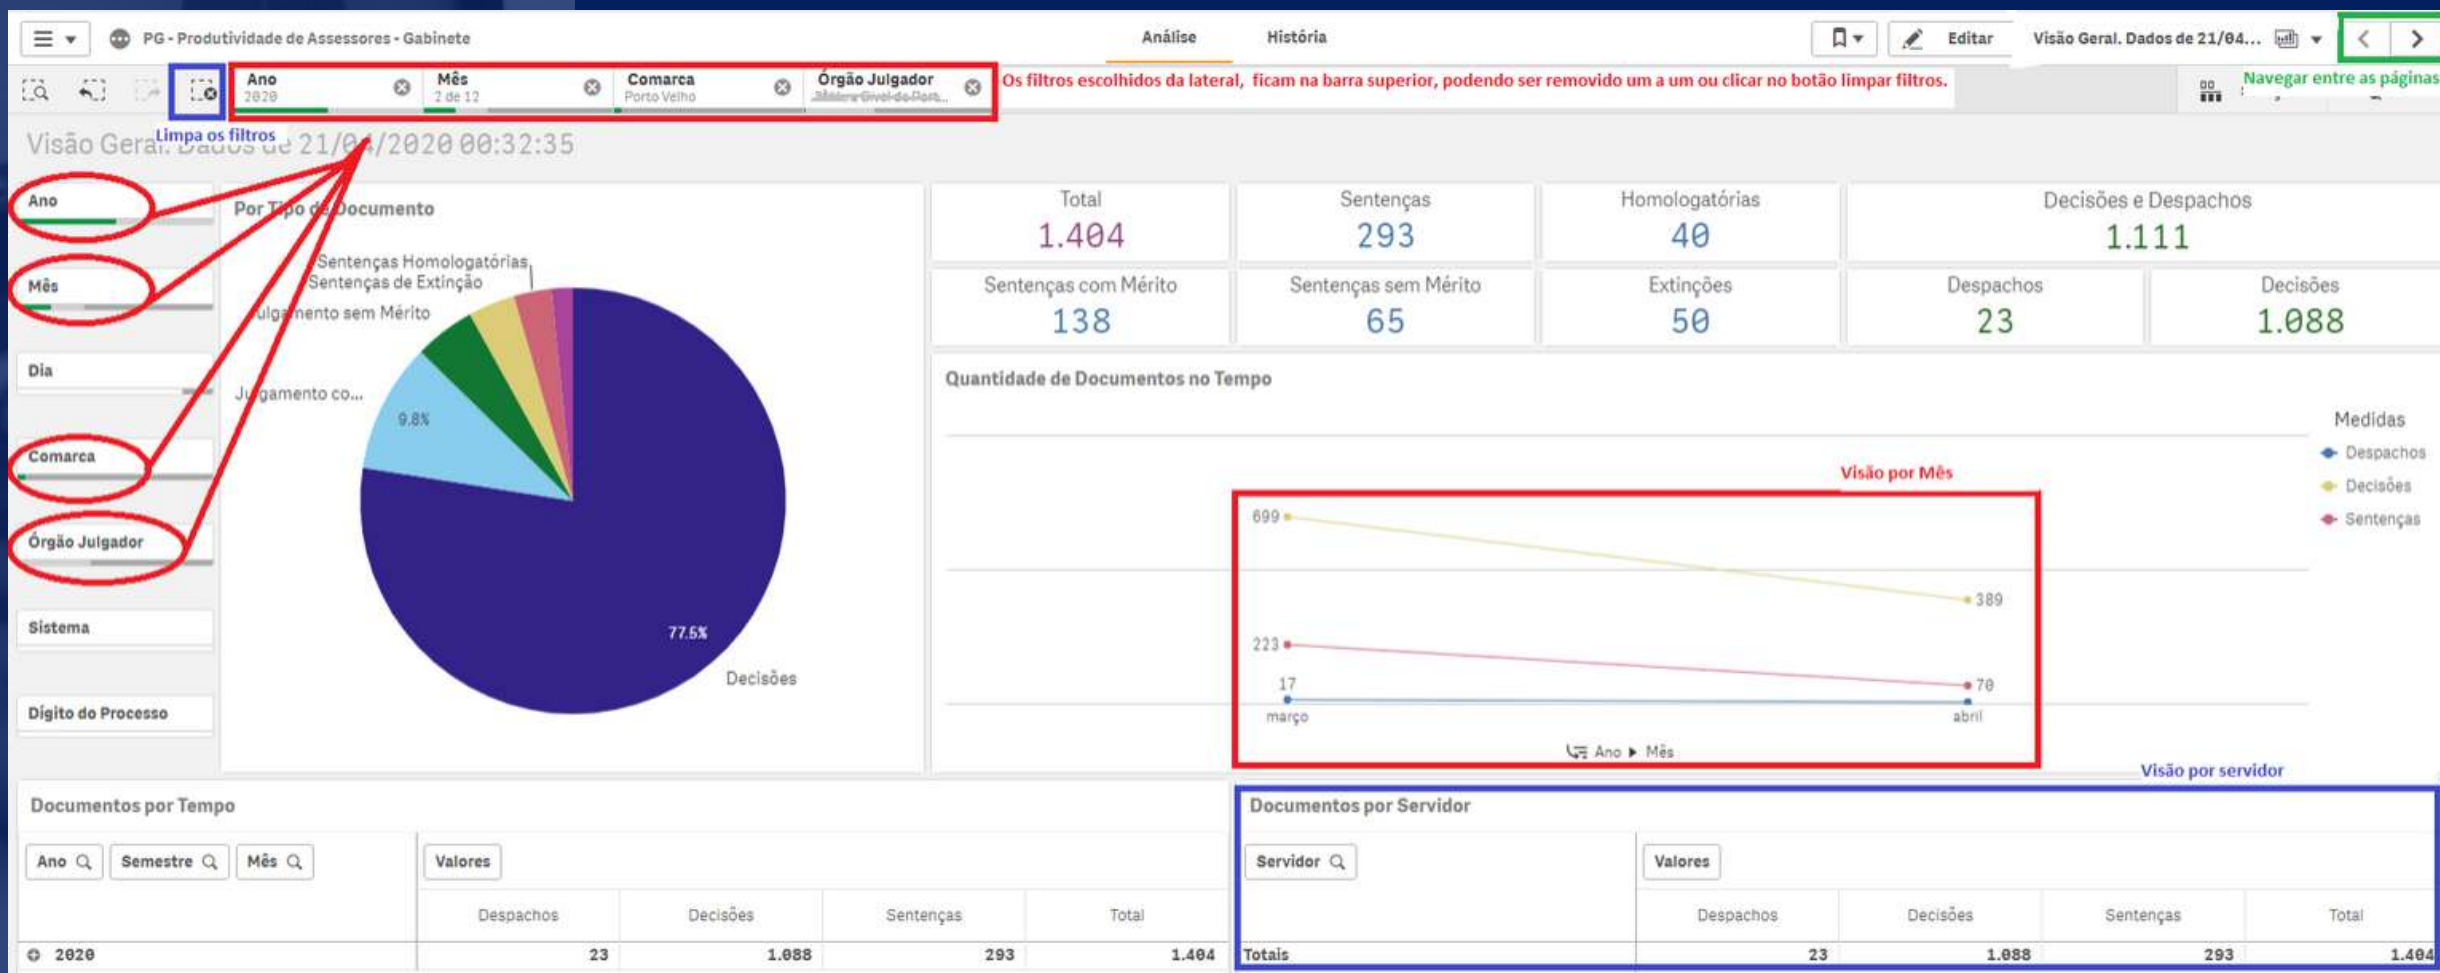 PG - Produtividade de Assessores - Gabinete
Análise
História
Editar
Visão Geral. Dados de 21/04...
Ano
2020
Mês
2 de 12
Comarca
Porto Velho
Órgão Julgador
Os filtros escolhidos da lateral, ficam na barra superior, podendo ser removido um a um ou clicar no botão limpar filtros.
Navegar entre as páginas
Limpa os filtros
Visão Geral. Dados de 21/04/2020 00:32:35
Ano
Mês
Dia
Comarca
Órgão Julgador
Sistema
Dígito do Processo
Por Tipo de Documento
Sentenças Homologatórias
Sentenças de Extinção
Julgamento sem Mérito
Julgamento co...
9.8%
77.5%
Decisões
Total
1.404
Sentenças
293
Homologatórias
40
Decisões e Despachos
1.111
Sentenças com Mérito
138
Sentenças sem Mérito
65
Extinções
50
Despachos
23
Decisões
1.088
Quantidade de Documentos no Tempo
Visão por Mês
699
389
223
70
17
março
abril
Ano ▸ Mês
Medidas
Despachos
Decisões
Sentenças
Visão por servidor
Documentos por Tempo
Ano Semestre Mês Valores
Despachos Decisões Sentenças Total
2020 23 1.088 293 1.404
Documentos por Servidor
Servidor Valores
Despachos Decisões Sentenças Total
Totais 23 1.088 293 1.404